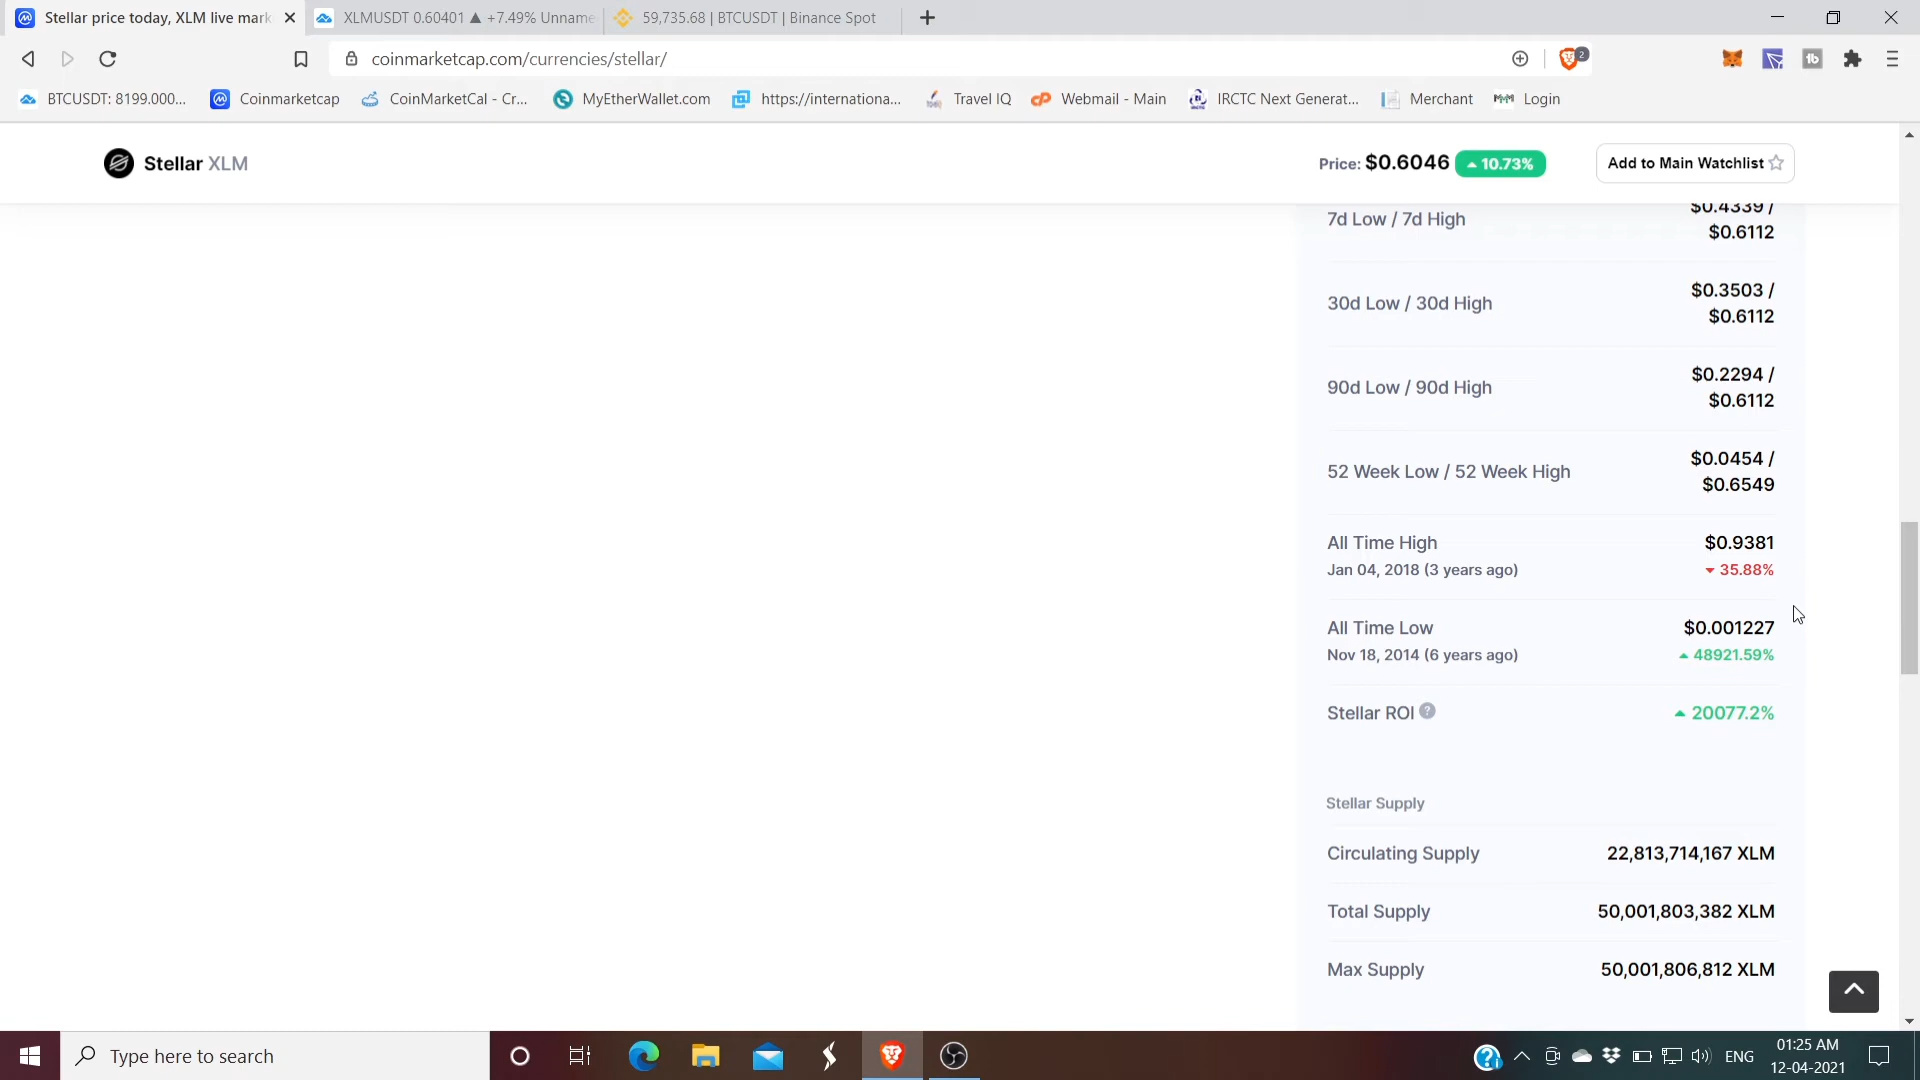 Stellar price today, XLM live mark
XLMUSDT 0.60401 ▲ +7.49% Unname
59,735.68 | BTCUSDT | Binance Spot
coinmarketcap.com/currencies/stellar/
2
BTCUSDT: 8199.000...
Coinmarketcap
CoinMarketCal - Cr...
MyEtherWallet.com
https://internationa...
Travel IQ
Webmail - Main
IRCTC Next Generat...
Merchant
Login
Stellar XLM
Price: $0.6046 ▲ 10.73%
Add to Main Watchlist
7d Low / 7d High
$0.4339 /
$0.6112
30d Low / 30d High
$0.3503 /
$0.6112
90d Low / 90d High
$0.2294 /
$0.6112
52 Week Low / 52 Week High
$0.0454 /
$0.6549
All Time High
$0.9381
Jan 04, 2018 (3 years ago)
▼ 35.88%
All Time Low
$0.001227
Nov 18, 2014 (6 years ago)
▲ 48921.59%
Stellar ROI ?
▲ 20077.2%
Stellar Supply
Circulating Supply
22,813,714,167 XLM
Total Supply
50,001,803,382 XLM
Max Supply
50,001,806,812 XLM
Type here to search
ENG
01:25 AM
12-04-2021